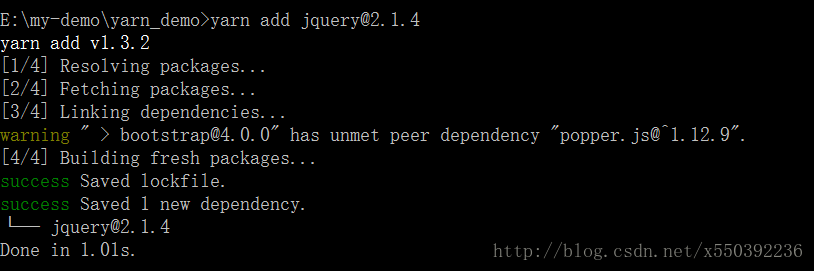 E:\my-demo\yarn_demo>yarn add jquery@2.1.4
yarn add v1.3.2
[1/4] Resolving packages...
[2/4] Fetching packages...
[3/4] Linking dependencies...
warning " > bootstrap@4.0.0" has unmet peer dependency "popper.js@^1.12.9".
[4/4] Building fresh packages...
success Saved lockfile.
success Saved 1 new dependency.
└── jquery@2.1.4
Done in 1.01s.
http://blog.csdn.net/x550392236